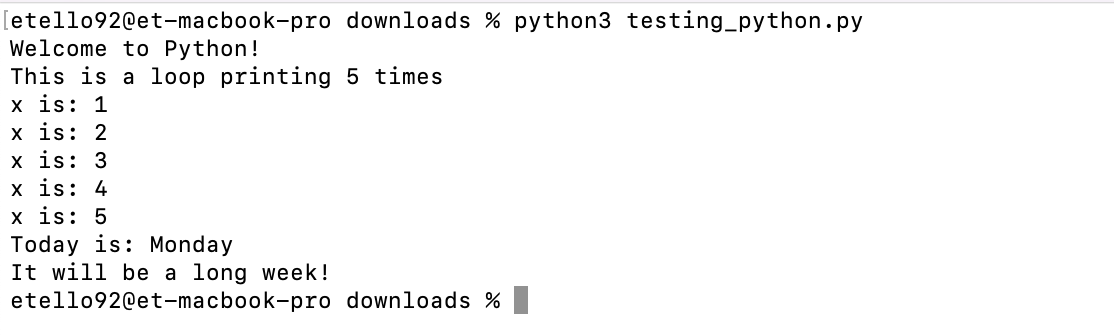 [etello92@et-macbook-pro downloads % python3 testing_python.py
Welcome to Python!
This is a loop printing 5 times
x is: 1
x is: 2
x is: 3
x is: 4
x is: 5
Today is: Monday
It will be a long week!
etello92@et-macbook-pro downloads %